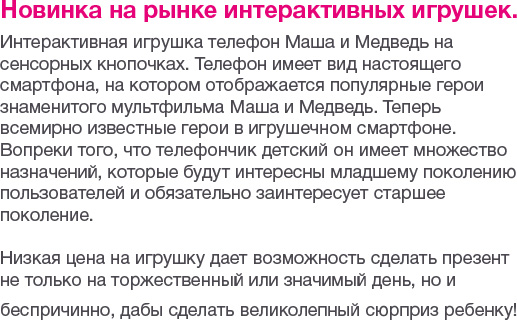 Новинка на рынке интерактивных игрушек.
Интерактивная игрушка телефон Маша и Медведь на
сенсорных кнопочках. Телефон имеет вид настоящего
смартфона, на котором отображается популярные герои
знаменитого мультфильма Маша и Медведь. Теперь
всемирно известные герои в игрушечном смартфоне.
Вопреки того, что телефончик детский он имеет множество
назначений, которые будут интересны младшему поколению
пользователей и обязательно заинтересует старшее
поколение.
Низкая цена на игрушку дает возможность сделать презент
не только на торжественный или значимый день, но и
беспричинно, дабы сделать великолепный сюрприз ребенку!